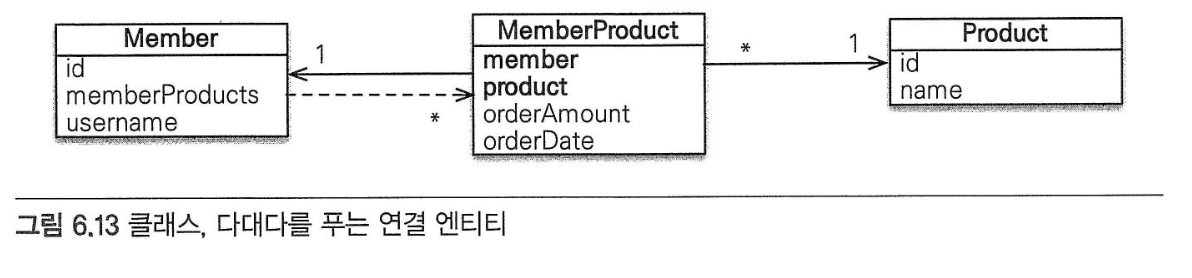 Member
id
memberProducts
username
1
*
MemberProduct
member
product
orderAmount
orderDate
*
1
Product
id
name
그림 6.13 클래스, 다대다를 푸는 연결 엔티티